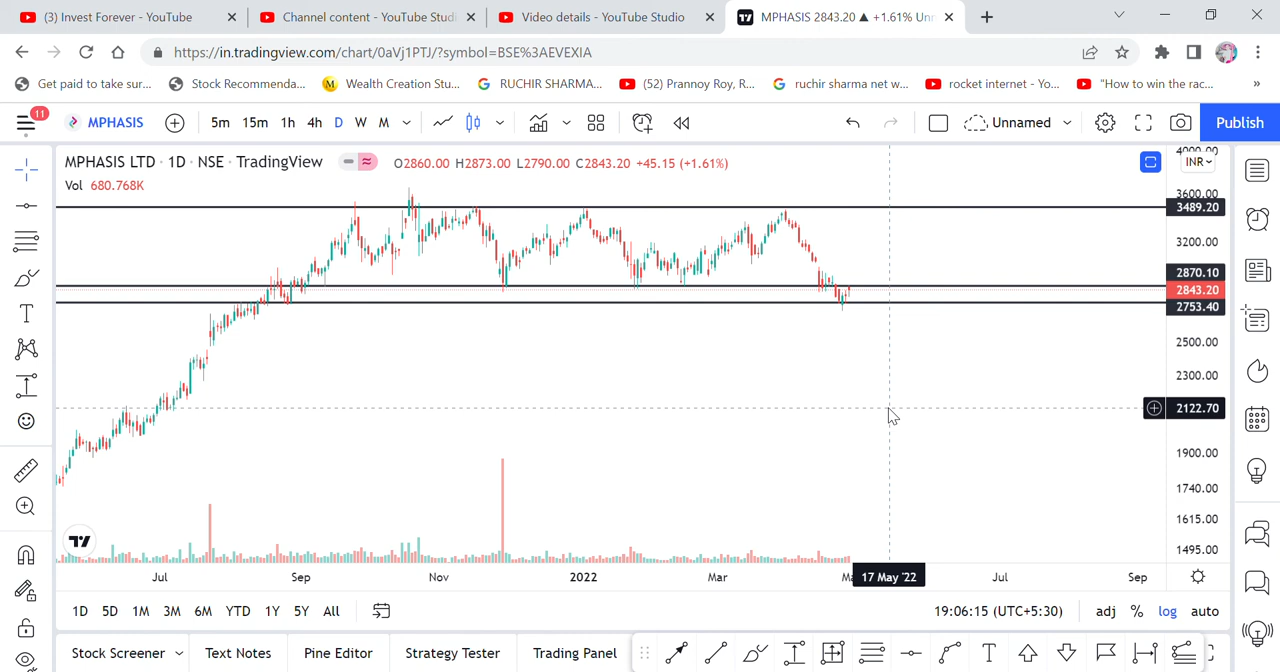 (3) Invest Forever - YouTube
Channel content - YouTube Studi
Video details - YouTube Studio
MPHASIS 2843.20 ▲ +1.61% Unn
https://in.tradingview.com/chart/0aVj1PTJ/?symbol=BSE%3AEVEXIA
Get paid to take sur...
Stock Recommenda...
M Wealth Creation Stu...
RUCHIR SHARMA...
(52) Prannoy Roy, R...
ruchir sharma net w...
rocket internet - Yo...
"How to win the rac...
»
11
MPHASIS
5m 15m 1h 4h D W M
Unnamed
Publish
MPHASIS LTD · 1D · NSE · TradingView
O2860.00 H2873.00 L2790.00 C2843.20 +45.15 (+1.61%)
INR
Vol 680.768K
4000.00
3600.00
3489.20
3200.00
2870.10
2843.20
2753.40
2500.00
2300.00
2122.70
1900.00
1740.00
1615.00
1495.00
Jul Sep Nov 2022 Mar Ma 17 May '22 Jul Sep
1D 5D 1M 3M 6M YTD 1Y 5Y All
19:06:15 (UTC+5:30) adj % log auto
Stock Screener Text Notes Pine Editor Strategy Tester Trading Panel